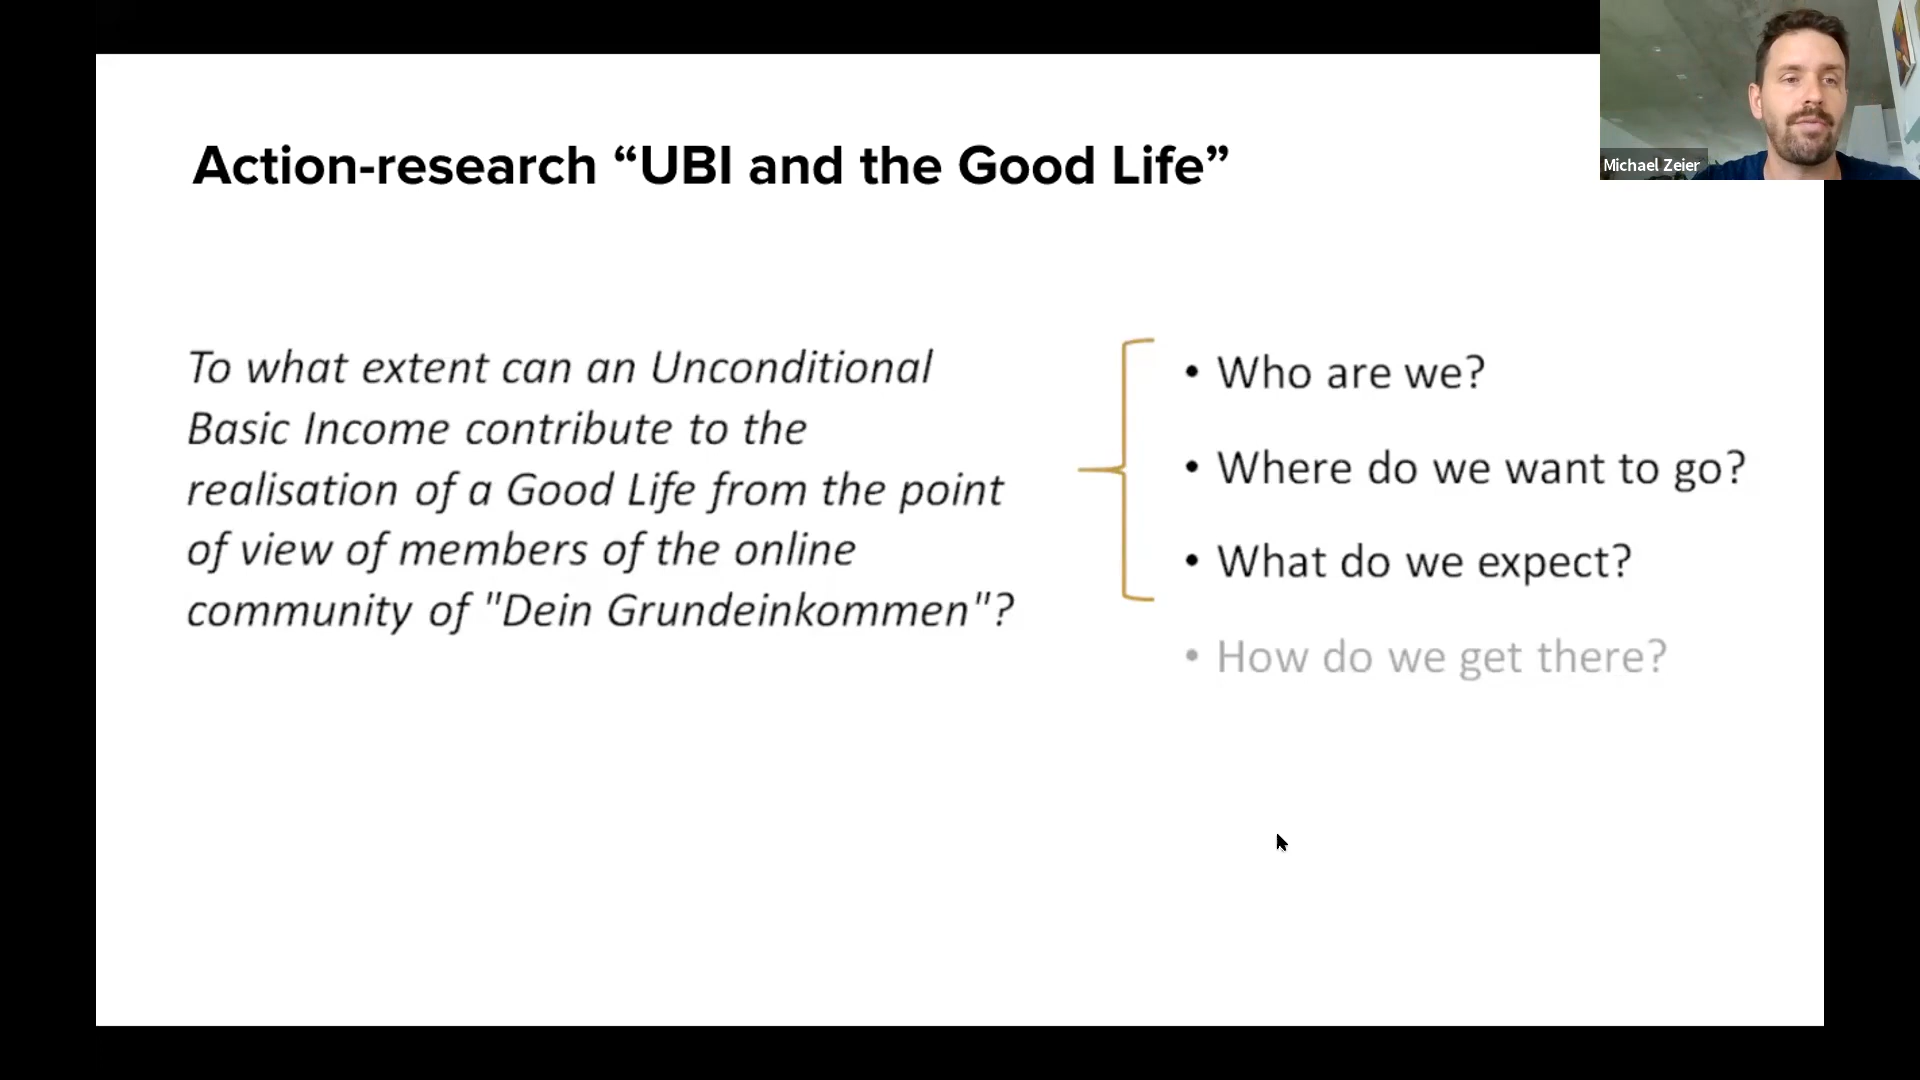 Action-research “UBI and the Good Life”
Michael Zeier
To what extent can an Unconditional
Basic Income contribute to the
realisation of a Good Life from the point
of view of members of the online
community of "Dein Grundeinkommen"?
• Who are we?
• Where do we want to go?
• What do we expect?
• How do we get there?